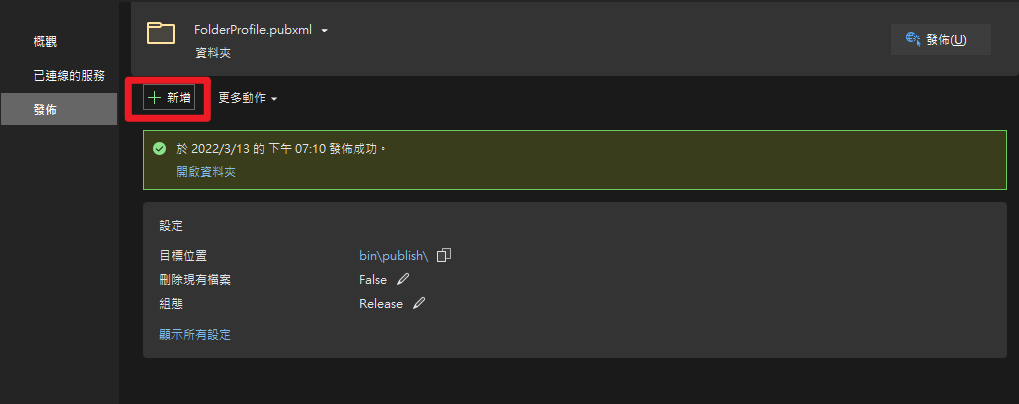 概觀
已連線的服務
發佈
FolderProfile.pubxml
資料夾
發佈(U)
新增
更多動作
於 2022/3/13 的 下午 07:10 發佈成功。
開啟資料夾
設定
目標位置 bin\publish\
刪除現有檔案 False
組態 Release
顯示所有設定